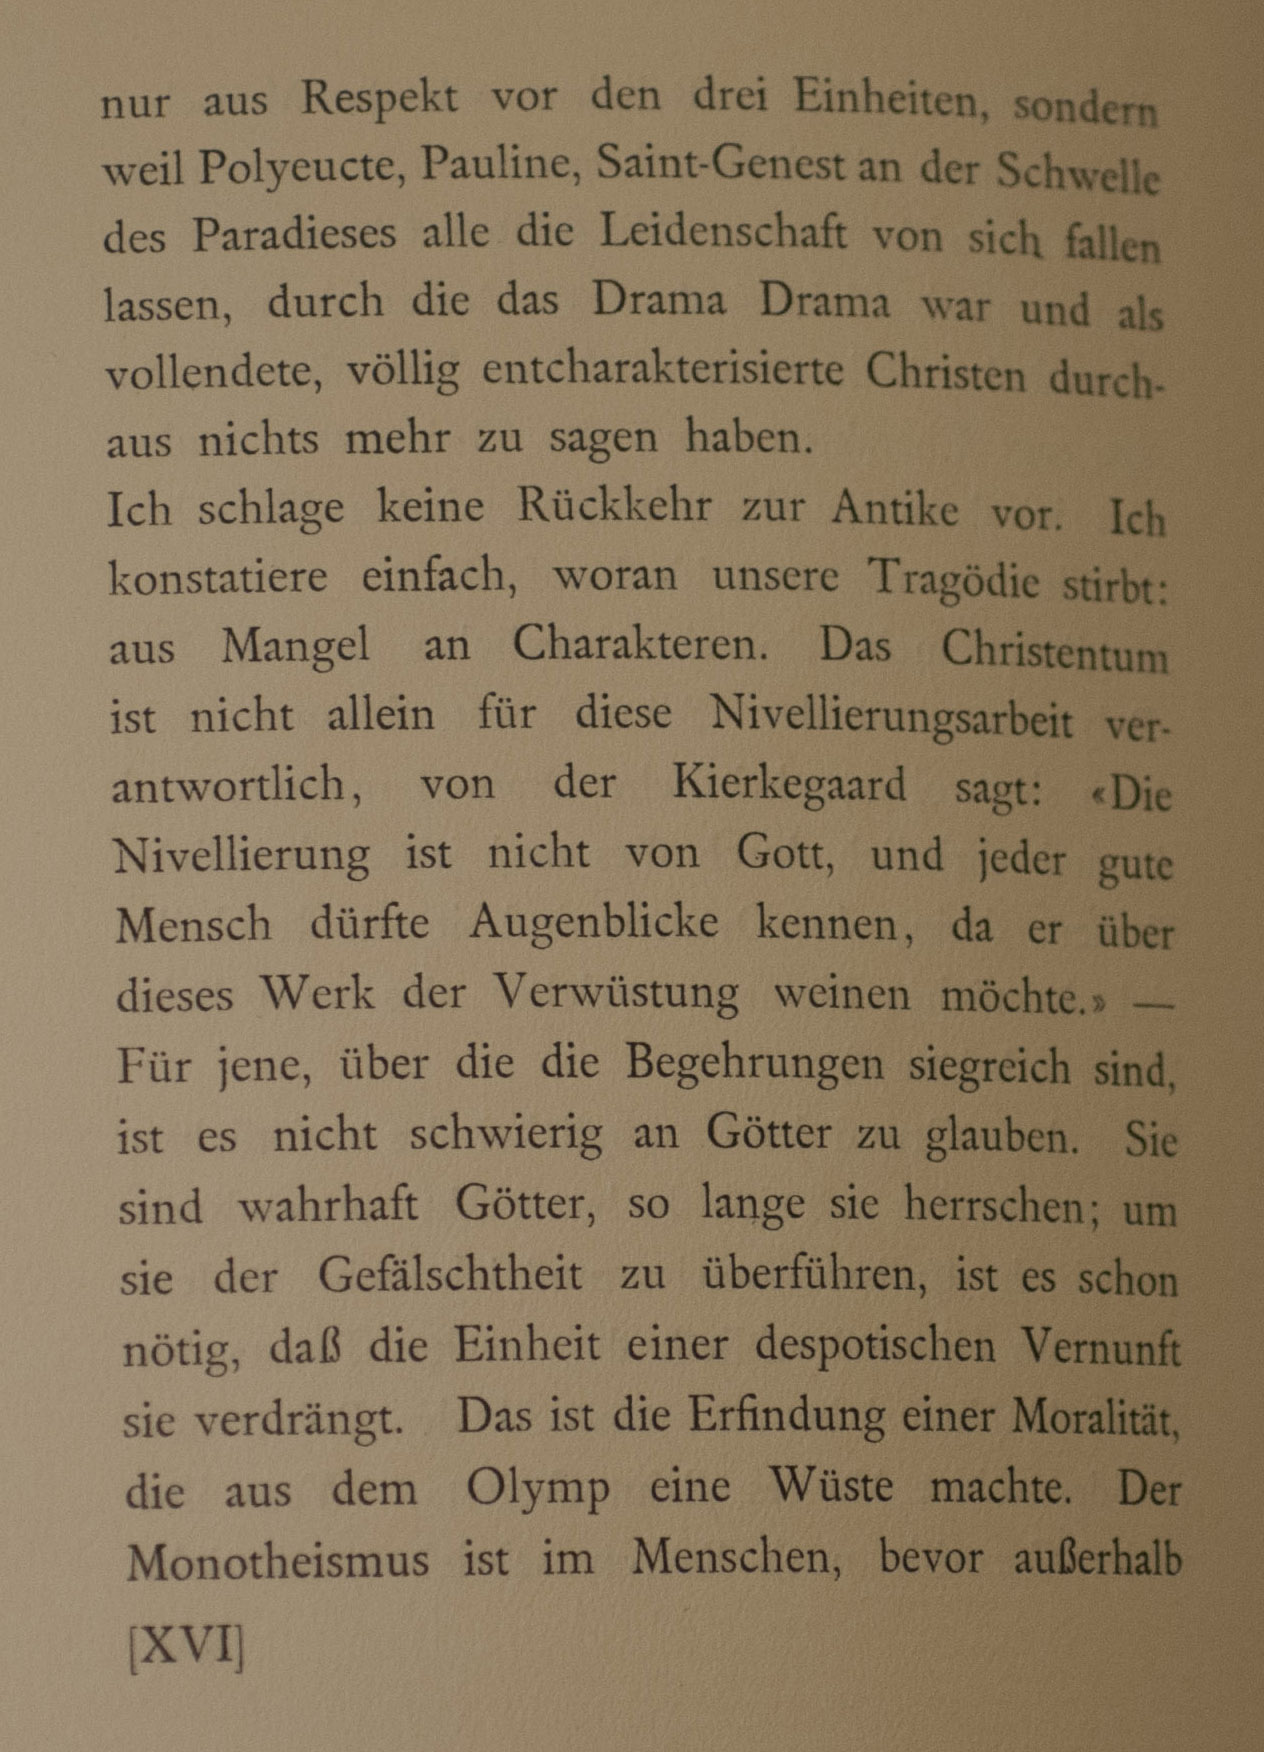 nur aus Respekt vor den drei Einheiten, sondern
weil Polyeucte, Pauline, Saint-Genest an der Schwelle
des Paradieses alle die Leidenschaft von sich fallen
lassen, durch die das Drama Drama war und als
vollendete, völlig entcharakterisierte Christen durch-
aus nichts mehr zu sagen haben.
Ich schlage keine Rückkehr zur Antike vor. Ich
konstatiere einfach, woran unsere Tragödie stirbt:
aus Mangel an Charakteren. Das Christentum
ist nicht allein für diese Nivellierungsarbeit ver-
antwortlich, von der Kierkegaard sagt: «Die
Nivellierung ist nicht von Gott, und jeder gute
Mensch dürfte Augenblicke kennen, da er über
dieses Werk der Verwüstung weinen möchte.» —
Für jene, über die die Begehrungen siegreich sind,
ist es nicht schwierig an Götter zu glauben. Sie
sind wahrhaft Götter, so lange sie herrschen; um
sie der Gefälschtheit zu überführen, ist es schon
nötig, daß die Einheit einer despotischen Vernunft
sie verdrängt. Das ist die Erfindung einer Moralität,
die aus dem Olymp eine Wüste machte. Der
Monotheismus ist im Menschen, bevor außerhalb
[XVI]